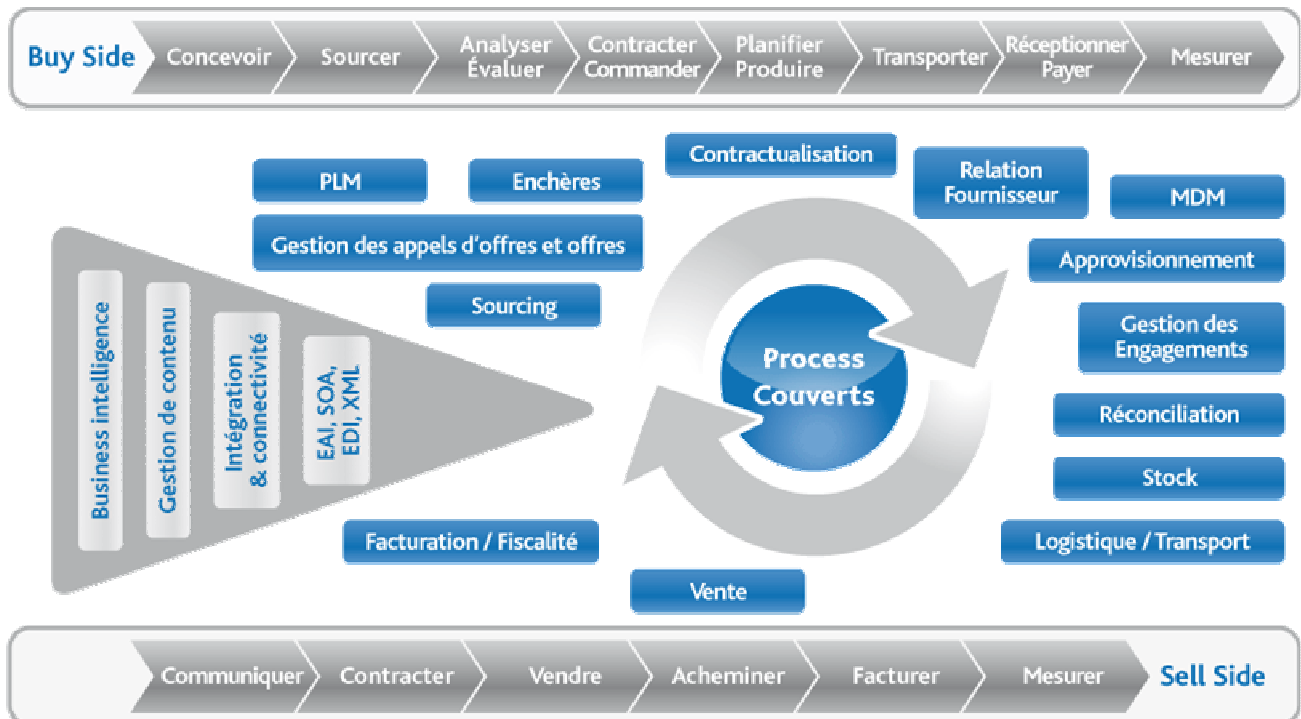 Buy Side
Concevoir
Sourcer
Analyser
Évaluer
Contracter
Commander
Planifier
Produire
Transporter
Réceptionner
Payer
Mesurer
Contractualisation
PLM
Enchères
Relation
Fournisseur
MDM
Gestion des appels d'offres et offres
Approvisionnement
Sourcing
Gestion des
Engagements
Business intelligence
Gestion de contenu
Intégration
& connectivité
EAI, SOA,
EDI, XML
Process
Couverts
Réconciliation
Stock
Facturation / Fiscalité
Logistique / Transport
Vente
Communiquer
Contracter
Vendre
Acheminer
Facturer
Mesurer
Sell Side